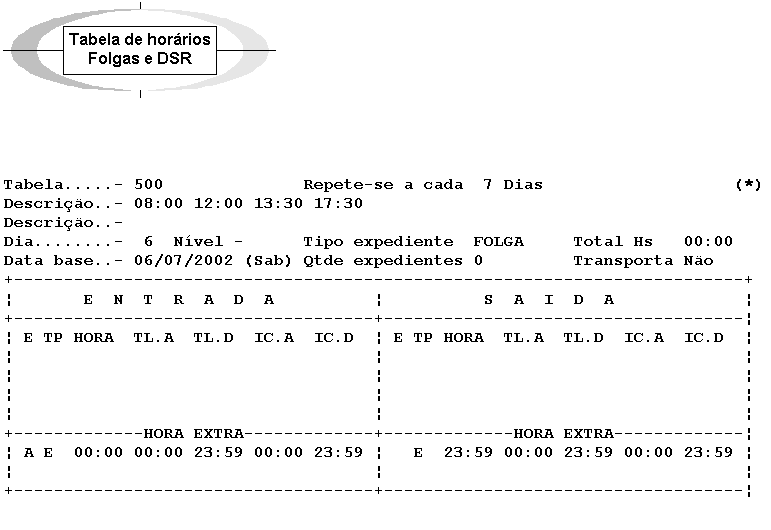 Tabela de horários
Folgas e DSR
Tabela.....- 500 Repete-se a cada 7 Dias (*)
Descrição..- 08:00 12:00 13:30 17:30
Descrição..-
Dia........- 6 Nível - Tipo expediente FOLGA Total Hs 00:00
Data base..- 06/07/2002 (Sab) Qtde expedientes 0 Transporta Não
E N T R A D A S A I D A
E TP HORA TL.A TL.D IC.A IC.D E TP HORA TL.A TL.D IC.A IC.D
HORA EXTRA HORA EXTRA
A E 00:00 00:00 23:59 00:00 23:59 E 23:59 00:00 23:59 00:00 23:59